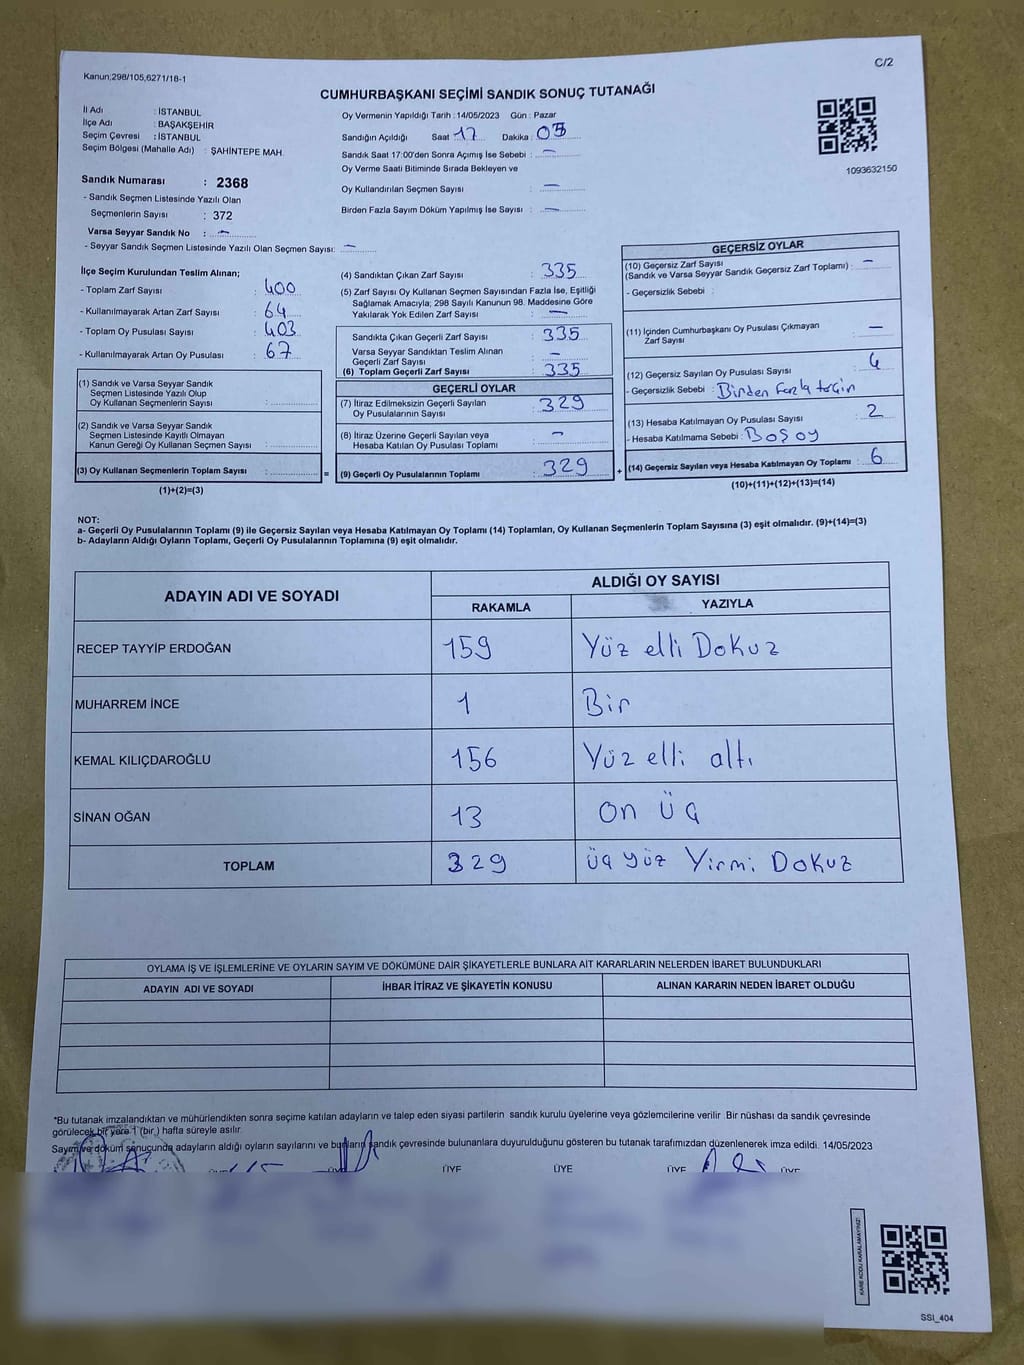 Kanun;298/105,6271/18-1
C/2
CUMHURBAŞKANI SEÇİMİ SANDIK SONUÇ TUTANAĞI
İl Adı : İSTANBUL
İlçe Adı : BAŞAKŞEHİR
Seçim Çevresi : İSTANBUL
Seçim Bölgesi (Mahalle Adı) : ŞAHİNTEPE MAH.
Oy Vermenin Yapıldığı Tarih : 14/05/2023 Gün : Pazar
Sandığın Açıldığı Saat 17 Dakika : 05
Sandık Saat 17:00'den Sonra Açımış İse Sebebi : —
Oy Verme Saati Bitiminde Sırada Bekleyen ve
Oy Kullandırılan Seçmen Sayısı —
Birden Fazla Sayım Döküm Yapılmış İse Sayısı : —
1093632150
Sandık Numarası : 2368
- Sandık Seçmen Listesinde Yazılı Olan
Seçmenlerin Sayısı : 372
Varsa Seyyar Sandık No : —
- Seyyar Sandık Seçmen Listesinde Yazılı Olan Seçmen Sayısı: —
İlçe Seçim Kurulundan Teslim Alınan;
- Toplam Zarf Sayısı : 400
- Kullanılmayarak Artan Zarf Sayısı : 64
- Toplam Oy Pusulası Sayısı : 403
- Kullanılmayarak Artan Oy Pusulası : 67
(1) Sandık ve Varsa Seyyar Sandık
Seçmen Listesinde Yazılı Olup
Oy Kullanan Seçmenlerin Sayısı :
(2) Sandık ve Varsa Seyyar Sandık
Seçmen Listesinde Kayıtlı Olmayan
Kanun Gereği Oy Kullanan Seçmen Sayısı :
(3) Oy Kullanan Seçmenlerin Toplam Sayısı : =
(1)+(2)=(3)
(4) Sandıktan Çıkan Zarf Sayısı : 335
(5) Zarf Sayısı Oy Kullanan Seçmen Sayısından Fazla İse, Eşitliği
Sağlamak Amacıyla; 298 Sayılı Kanunun 98. Maddesine Göre
Yakılarak Yok Edilen Zarf Sayısı : —
Sandıkta Çıkan Geçerli Zarf Sayısı : 335
Varsa Seyyar Sandıktan Teslim Alınan
Geçerli Zarf Sayısı : —
(6) Toplam Geçerli Zarf Sayısı : 335
GEÇERLİ OYLAR
(7) İtiraz Edilmeksizin Geçerli Sayılan
Oy Pusulalarının Sayısı : 329
(8) İtiraz Üzerine Geçerli Sayılan veya
Hesaba Katılan Oy Pusulası Toplamı : —
(9) Geçerli Oy Pusulalarının Toplamı : 329 +
GEÇERSİZ OYLAR
(10) Geçersiz Zarf Sayısı
(Sandık ve Varsa Seyyar Sandık Geçersiz Zarf Toplamı) : —
- Geçersizlik Sebebi :
(11) İçinden Cumhurbaşkanı Oy Pusulası Çıkmayan
Zarf Sayısı —
(12) Geçersiz Sayılan Oy Pusulası Sayısı : 4
- Geçersizlik Sebebi : Birden fazla
(13) Hesaba Katılmayan Oy Pusulası Sayısı : 2
- Hesaba Katılmama Sebebi : Boş oy
(14) Geçersiz Sayılan veya Hesaba Katılmayan Oy Toplamı : 6
(10)+(11)+(12)+(13)=(14)
NOT:
a- Geçerli Oy Pusulalarının Toplamı (9) ile Geçersiz Sayılan veya Hesaba Katılmayan Oy Toplamı (14) Toplamları, Oy Kullanan Seçmenlerin Toplam Sayısına (3) eşit olmalıdır. (9)+(14)=(3)
b- Adayların Aldığı Oyların Toplamı, Geçerli Oy Pusulalarının Toplamına (9) eşit olmalıdır.
ADAYIN ADI VE SOYADI ALDIĞI OY SAYISI
RAKAMLA YAZIYLA
RECEP TAYYİP ERDOĞAN 159 Yüz elli Dokuz
MUHARREM İNCE 1 Bir
KEMAL KILIÇDAROĞLU 156 Yüz elli altı
SİNAN OĞAN 13 On üç
TOPLAM 329 üç yüz Yirmi Dokuz
OYLAMA İŞ VE İŞLEMLERİNE VE OYLARIN SAYIM VE DÖKÜMÜNE DAİR ŞİKAYETLERLE BUNLARA AİT KARARLARIN NELERDEN İBARET BULUNDUKLARI
ADAYIN ADI VE SOYADI İHBAR İTİRAZ VE ŞİKAYETİN KONUSU ALINAN KARARIN NEDEN İBARET OLDUĞU
*Bu tutanak imzalandıktan ve mühürlendikten sonra seçime katılan adayların ve talep eden siyasi partilerin sandık kurulu üyelerine veya gözlemcilerine verilir. Bir nüshası da sandık çevresinde
görülecek bir yere 1 (bir ) hafta süreyle asılır.
Sayım ve döküm sonucunda adayların aldığı oyların sayılarını ve bunların sandık çevresinde bulunanlara duyurulduğunu gösteren bu tutanak tarafımızdan düzenlenerek imza edildi. 14/05/2023
ÜYE ÜYE ÜYE ÜYE ÜYE
KARE KODU KARALAMAYINIZ!
SSİ_404